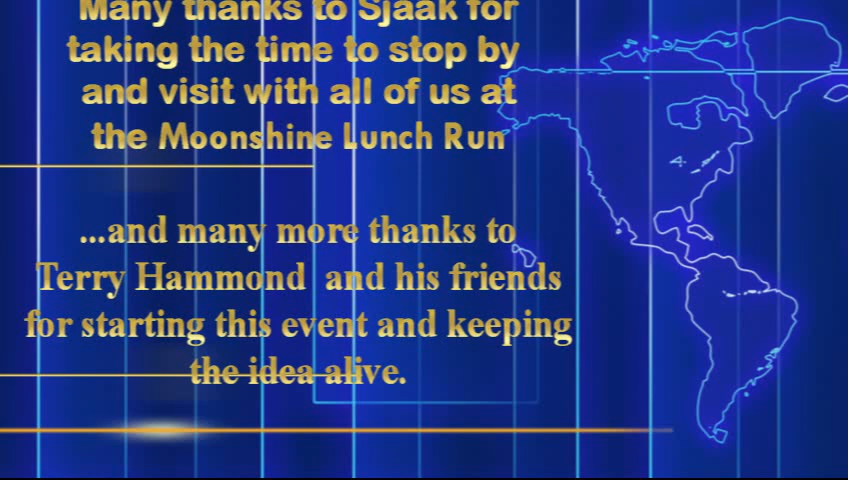 Many thanks to Sjaak for
taking the time to stop by
and visit with all of us at
the Moonshine Lunch Run
...and many more thanks to
Terry Hammond and his friends
for starting this event and keeping
the idea alive.